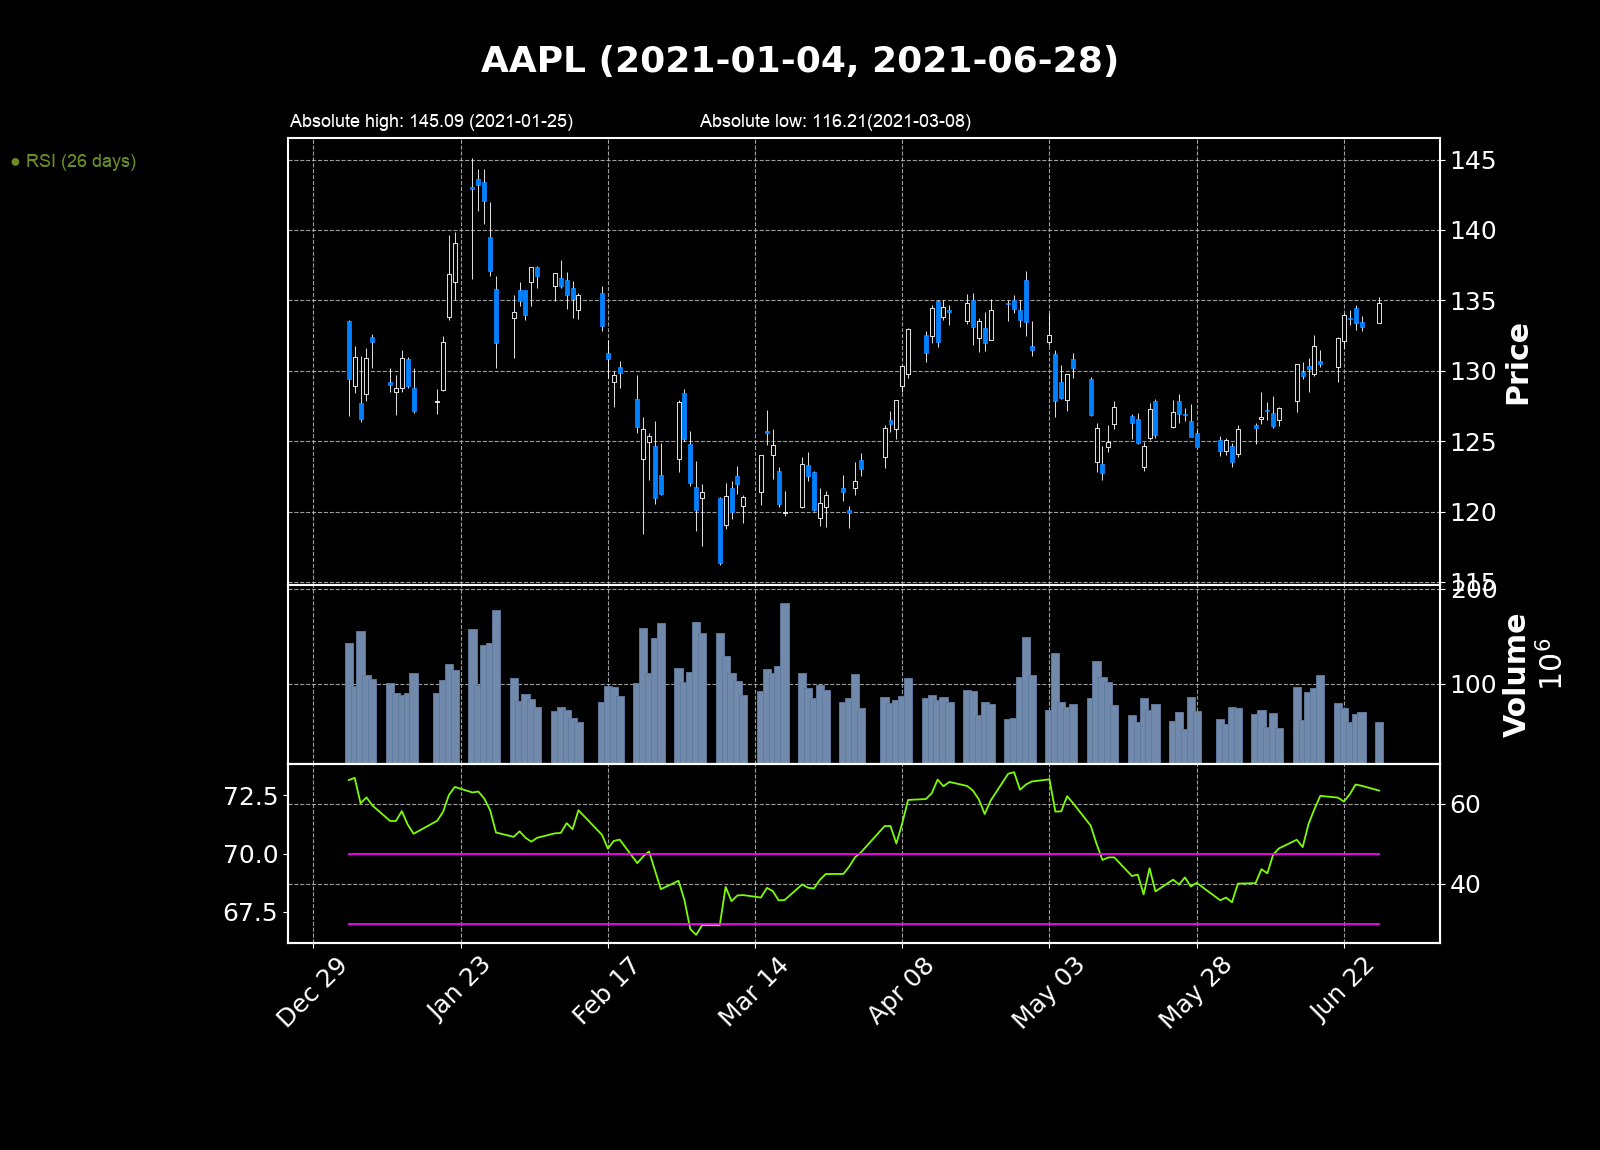 AAPL (2021-01-04, 2021-06-28)
Absolute high: 145.09 (2021-01-25)
Absolute low: 116.21(2021-03-08)
● RSI (26 days)
145
140
135
130
125
120
115
Price
200
100
Volume
10⁶
72.5
70.0
67.5
60
40
Dec 29
Jan 23
Feb 17
Mar 14
Apr 08
May 03
May 28
Jun 22